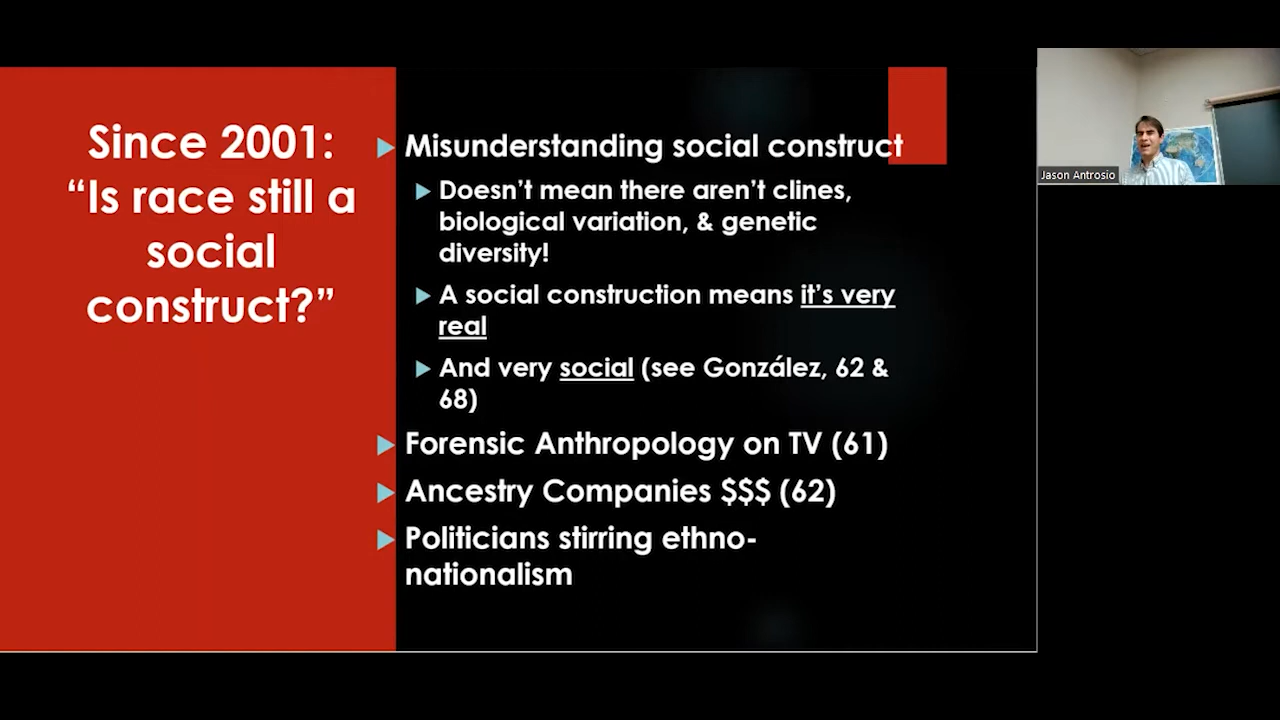 Since 2001:
“Is race still a
social
construct?”
Misunderstanding social construct
Doesn’t mean there aren’t clines,
biological variation, & genetic
diversity!
A social construction means it’s very
real
And very social (see González, 62 &
68)
Forensic Anthropology on TV (61)
Ancestry Companies $$$ (62)
Politicians stirring ethno-
nationalism
Jason Antrosio